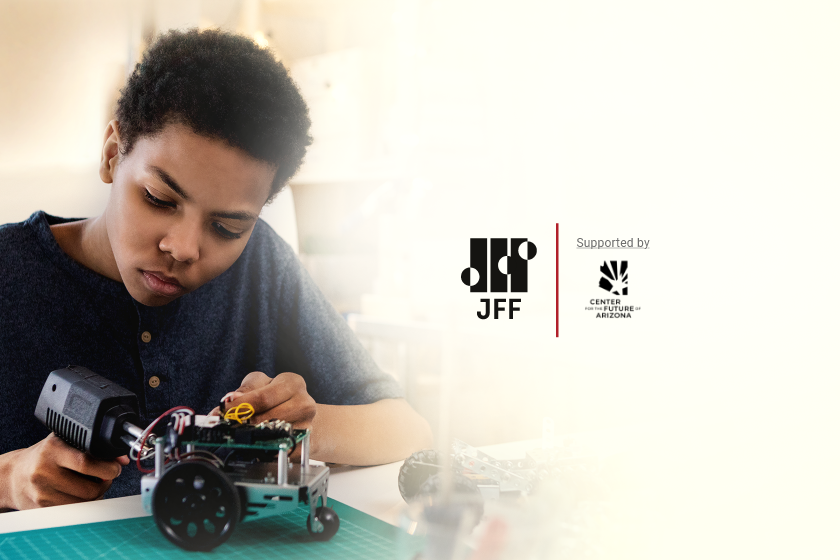 JFF
Supported by
CENTER
FOR THE FUTURE OF
ARIZONA